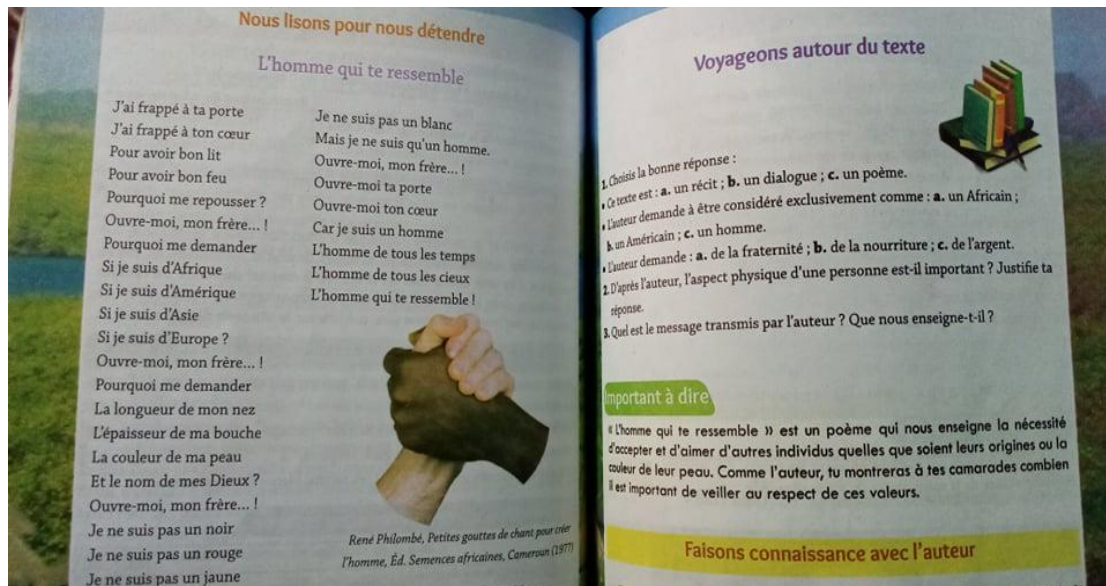 Nous lisons pour nous détendre
L'homme qui te ressemble
J'ai frappé à ta porte
J'ai frappé à ton cœur
Pour avoir bon lit
Pour avoir bon feu
Pourquoi me repousser ?
Ouvre-moi, mon frère... !
Pourquoi me demander
Si je suis d'Afrique
Si je suis d'Amérique
Si je suis d'Asie
Si je suis d'Europe ?
Ouvre-moi, mon frère... !
Pourquoi me demander
La longueur de mon nez
L'épaisseur de ma bouche
La couleur de ma peau
Et le nom de mes Dieux ?
Ouvre-moi, mon frère... !
Je ne suis pas un noir
Je ne suis pas un rouge
Je ne suis pas un jaune
Je ne suis pas un blanc
Mais je ne suis qu'un homme.
Ouvre-moi, mon frère... !
Ouvre-moi ta porte
Ouvre-moi ton cœur
Car je suis un homme
L'homme de tous les temps
L'homme de tous les cieux
L'homme qui te ressemble !
René Philombé, Petites gouttes de chant pour créer
l'homme, Éd. Semences africaines, Cameroun (1977)
Voyageons autour du texte
1. Choisis la bonne réponse :
• Ce texte est : a. un récit ; b. un dialogue ; c. un poème.
• L'auteur demande à être considéré exclusivement comme : a. un Africain ;
b. un Américain ; c. un homme.
• L'auteur demande : a. de la fraternité ; b. de la nourriture ; c. de l'argent.
2. D'après l'auteur, l'aspect physique d'une personne est-il important ? Justifie ta
réponse.
3. Quel est le message transmis par l'auteur ? Que nous enseigne-t-il ?
Important à dire
« L'homme qui te ressemble » est un poème qui nous enseigne la nécessité
d'accepter et d'aimer d'autres individus quelles que soient leurs origines ou la
couleur de leur peau. Comme l'auteur, tu montreras à tes camarades combien
il est important de veiller au respect de ces valeurs.
Faisons connaissance avec l'auteur